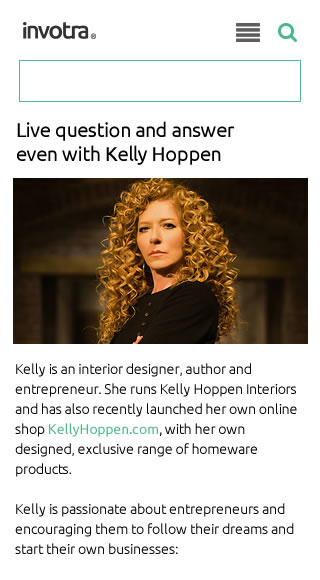 invotra®
Live question and answer
even with Kelly Hoppen
Kelly is an interior designer, author and
entrepreneur. She runs Kelly Hoppen Interiors
and has also recently launched her own online
shop KellyHoppen.com, with her own
designed, exclusive range of homeware
products.
Kelly is passionate about entrepreneurs and
encouraging them to follow their dreams and
start their own businesses: